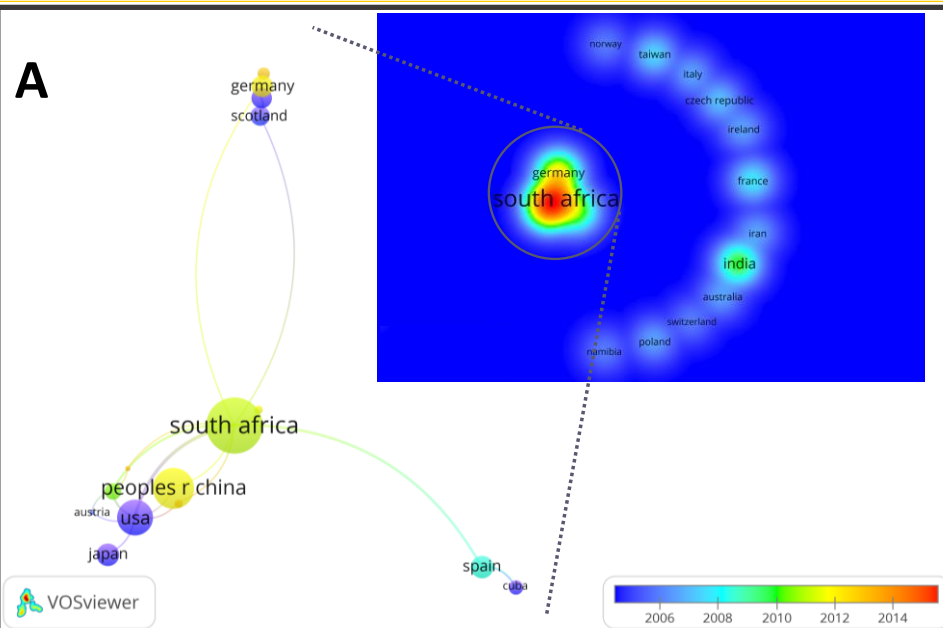 A
germany
scotland
south africa
peoples r china
austria
usa
japan
spain
cuba
VOSviewer
norway
taiwan
italy
czech republic
ireland
germany
south africa
france
iran
india
australia
switzerland
poland
namibia
2006 2008 2010 2012 2014